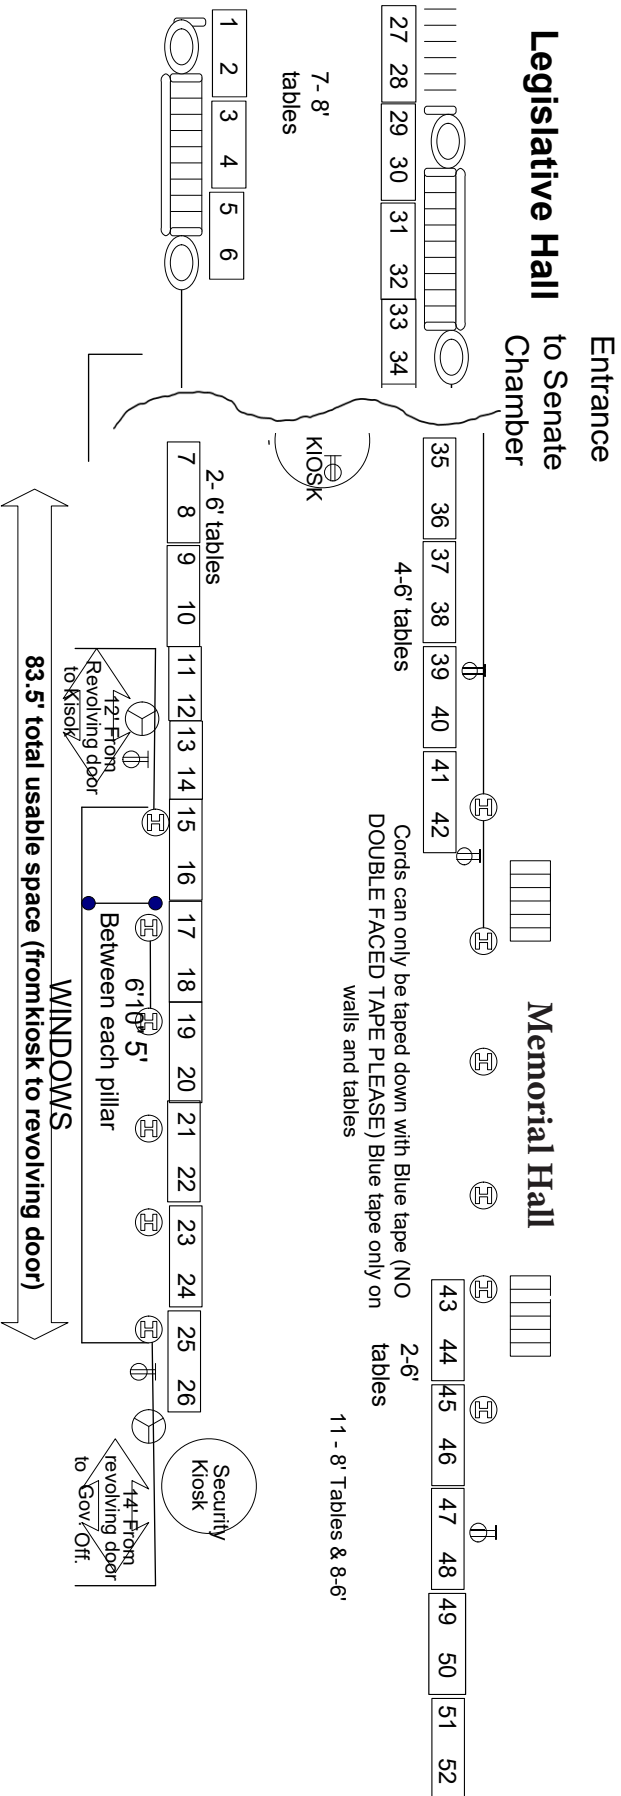 Entrance
to Senate
Chamber
Legislative Hall
Memorial Hall
27 28 29 30 31 32 33 34
35 36 37 38 39 40 41 42
43 44 45 46 47 48 49 50 51 52
4-6' tables
2-6'
tables
7- 8'
tables
KIOSK
Cords can only be taped down with Blue tape (NO
DOUBLE FACED TAPE PLEASE) Blue tape only on
walls and tables
11 - 8' Tables & 8-6'
1 2 3 4 5 6
2- 6' tables
7 8 9 10 11 12 13 14 15 16 17 18 19 20 21 22 23 24 25 26
Security
Kiosk
12' From
Revolving door
to Kisok
6'10" 5'
Between each pillar
14' From
revolving door
to Gov. Off.
WINDOWS
83.5' total usable space (fromkiosk to revolving door)